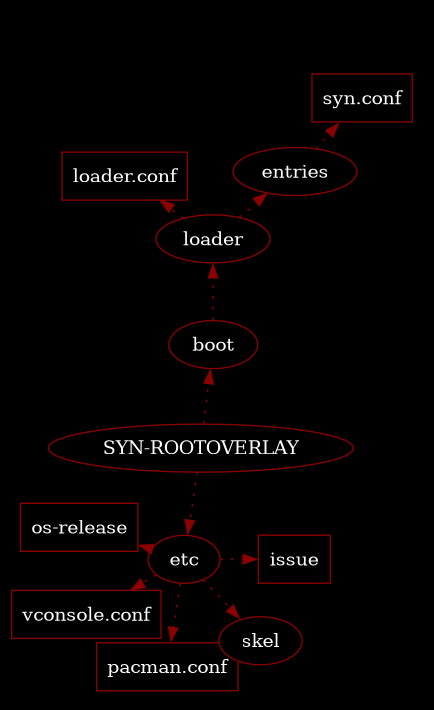 syn.conf
entries
loader.conf
loader
boot
SYN-ROOTOVERLAY
os-release
etc
issue
vconsole.conf
skel
pacman.conf